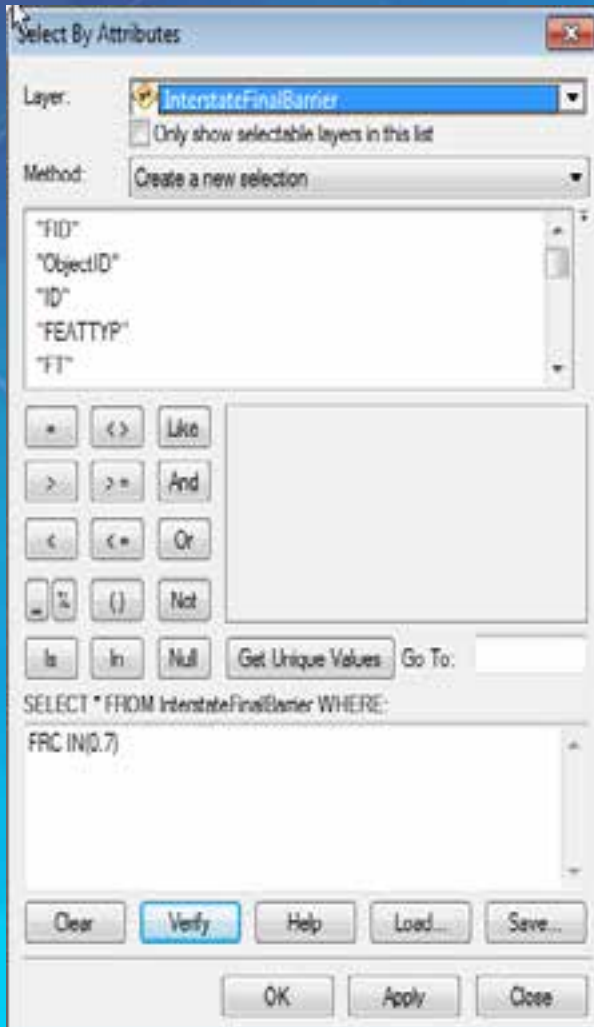 Select By Attributes
Layer:
InterstateFinalBarrier
Only show selectable layers in this list
Method:
Create a new selection
"FID"
"ObjectID"
"ID"
"FEATTYP"
"FT"
= <> Like
> >= And
< <= Or
_ % () Not
Is In Null Get Unique Values Go To:
SELECT * FROM InterstateFinalBarrier WHERE:
FRC IN(0.7)
Clear Verify Help Load... Save...
OK Apply Close